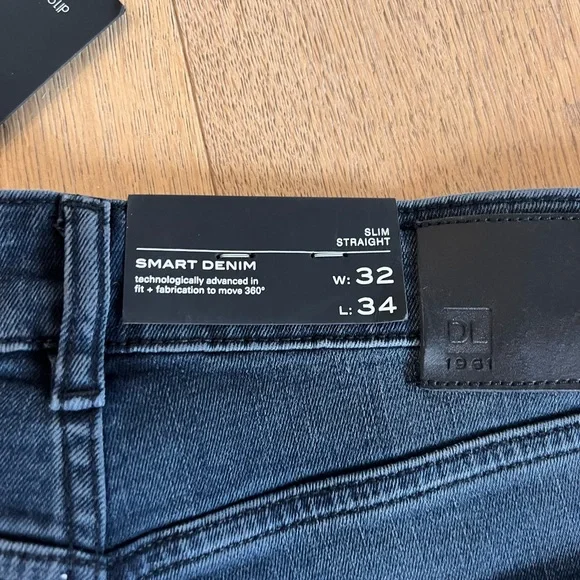 SLIM
STRAIGHT
SMART DENIM
technologically advanced in
fit + fabrication to move 360°
W: 32
L: 34
DL
1961